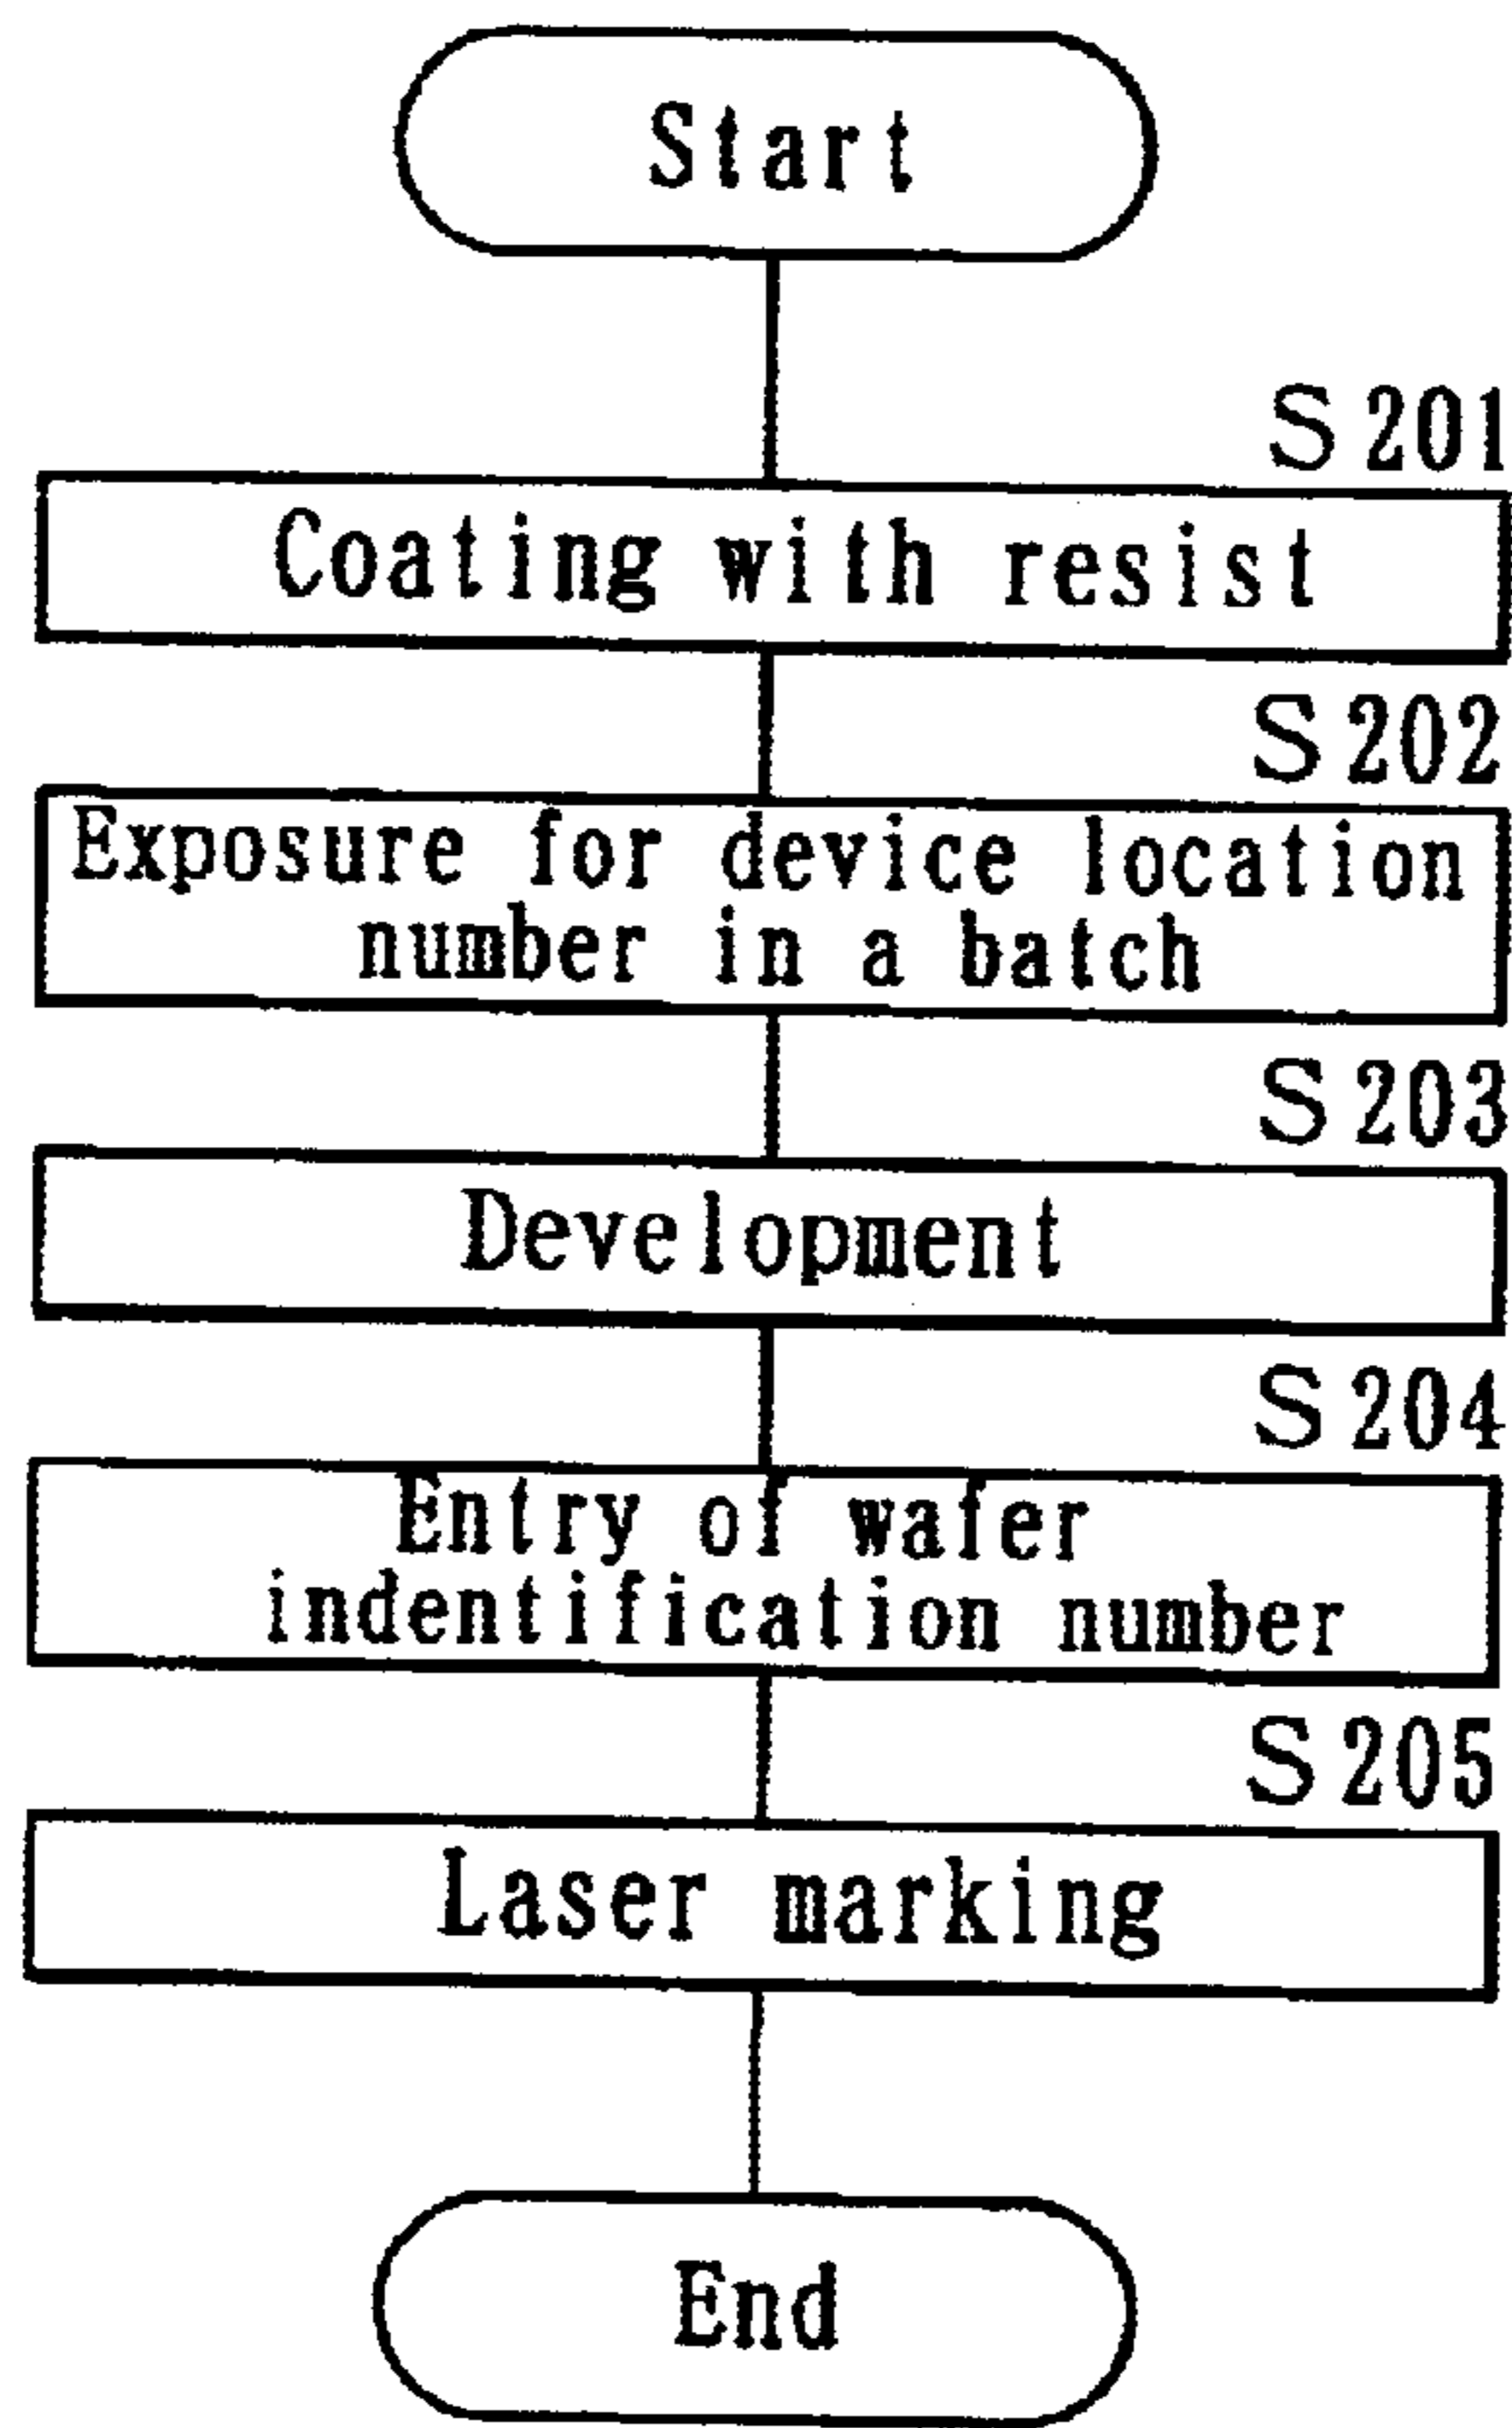 Start
S201
Coating with resist
S202
Exposure for device location
number in a batch
S203
Development
S204
Entry of wafer
indentification number
S205
Laser marking
End